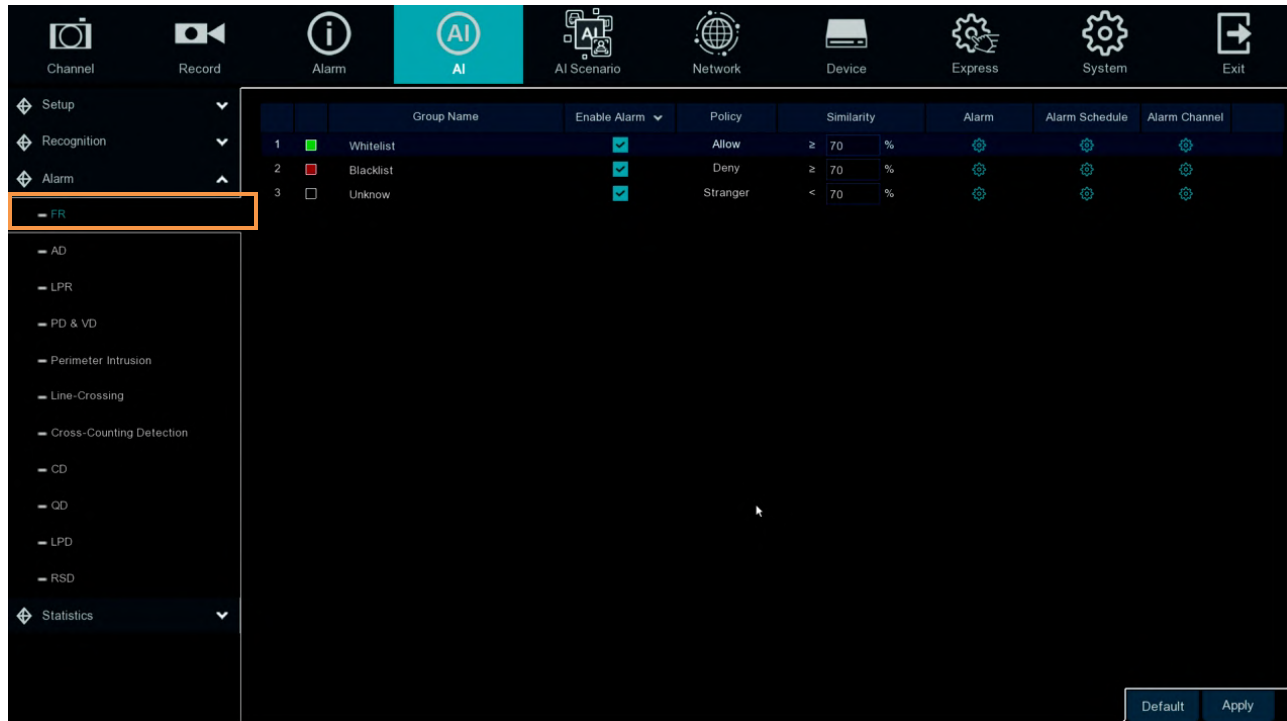 Channel Record Alarm AI AI Scenario Network Device Express System Exit
Setup
Recognition
Alarm
FR
AD
LPR
PD & VD
Perimeter Intrusion
Line-Crossing
Cross-Counting Detection
CD
QD
LPD
RSD
Statistics
Group Name Enable Alarm Policy Similarity Alarm Alarm Schedule Alarm Channel
1 Whitelist Allow ≥ 70 %
2 Blacklist Deny ≥ 70 %
3 Unknow Stranger < 70 %
Default Apply